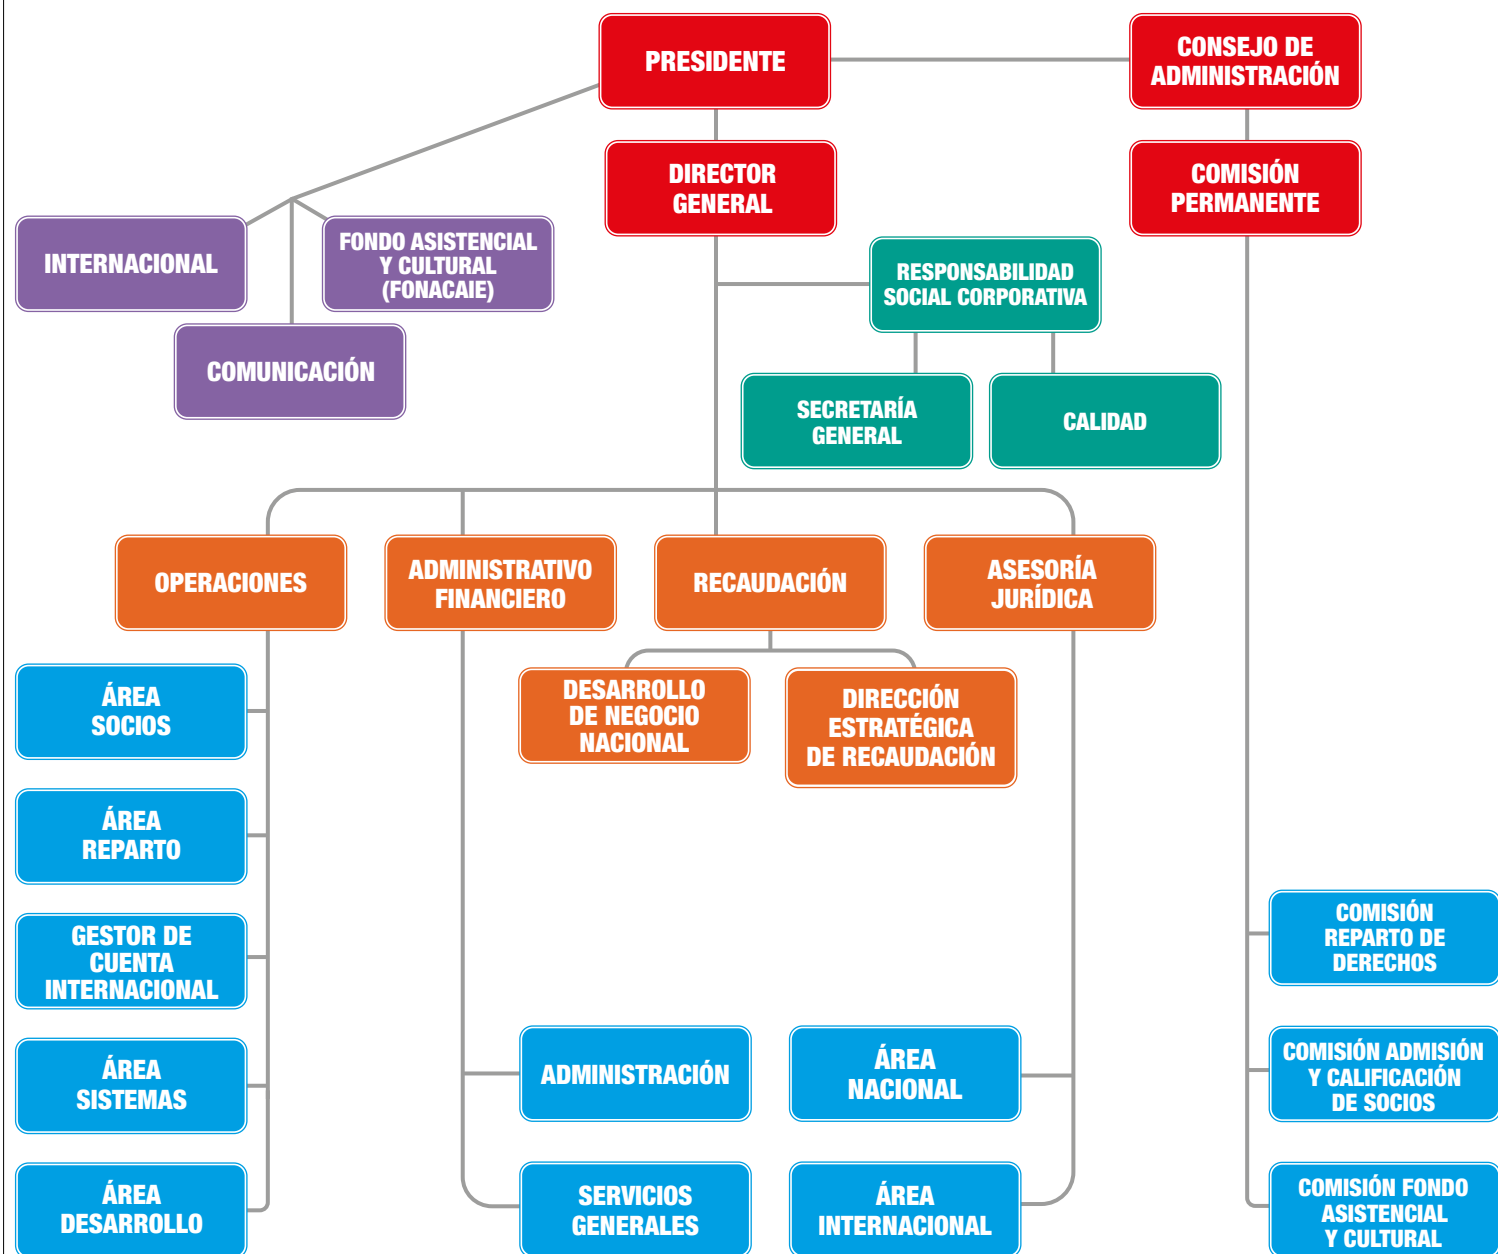 PRESIDENTE
CONSEJO DE
ADMINISTRACIÓN
DIRECTOR
GENERAL
COMISIÓN
PERMANENTE
INTERNACIONAL
FONDO ASISTENCIAL
Y CULTURAL
(FONACAIE)
COMUNICACIÓN
RESPONSABILIDAD
SOCIAL CORPORATIVA
SECRETARÍA
GENERAL
CALIDAD
OPERACIONES
ADMINISTRATIVO
FINANCIERO
RECAUDACIÓN
ASESORÍA
JURÍDICA
DESARROLLO
DE NEGOCIO
NACIONAL
DIRECCIÓN
ESTRATÉGICA
DE RECAUDACIÓN
ÁREA
SOCIOS
ÁREA
REPARTO
GESTOR DE
CUENTA
INTERNACIONAL
ÁREA
SISTEMAS
ÁREA
DESARROLLO
ADMINISTRACIÓN
SERVICIOS
GENERALES
ÁREA
NACIONAL
ÁREA
INTERNACIONAL
COMISIÓN
REPARTO DE
DERECHOS
COMISIÓN ADMISIÓN
Y CALIFICACIÓN
DE SOCIOS
COMISIÓN FONDO
ASISTENCIAL
Y CULTURAL